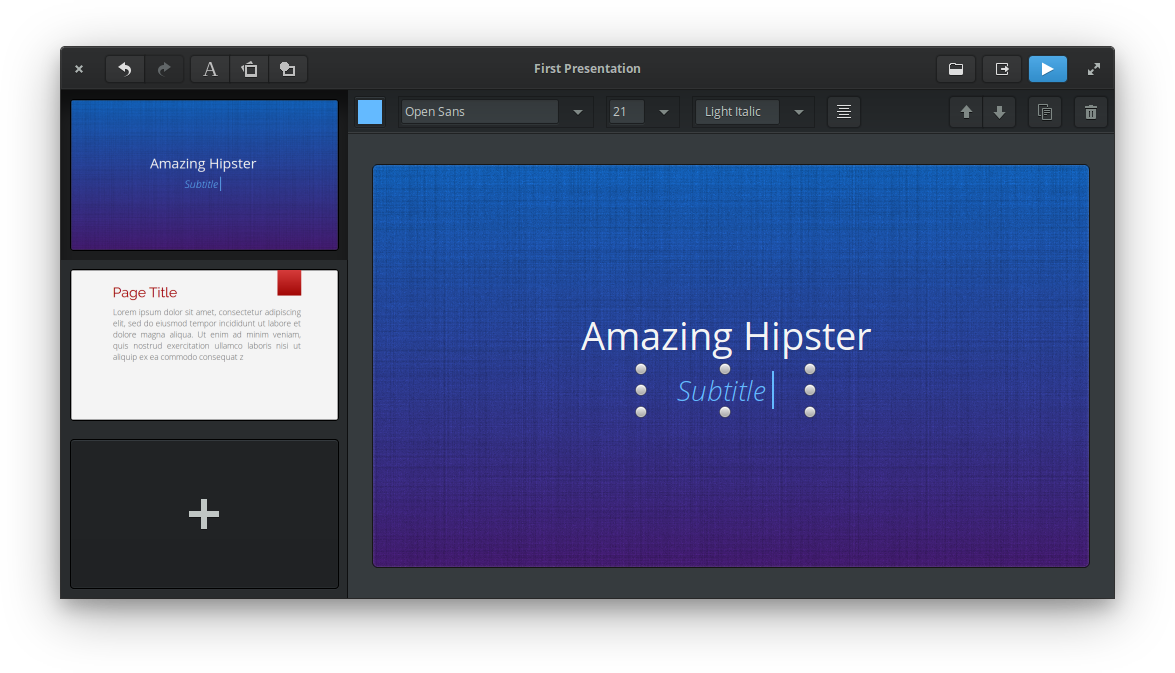 First Presentation
A
Open Sans
21
Light Italic
Amazing Hipster
Subtitle
Page Title
Lorem ipsum dolor sit amet, consectetur adipiscing
elit, sed do eiusmod tempor incididunt ut labore et
dolore magna aliqua. Ut enim ad minim veniam,
quis nostrud exercitation ullamco laboris nisi ut
aliquip ex ea commodo consequat z
Amazing Hipster
Subtitle